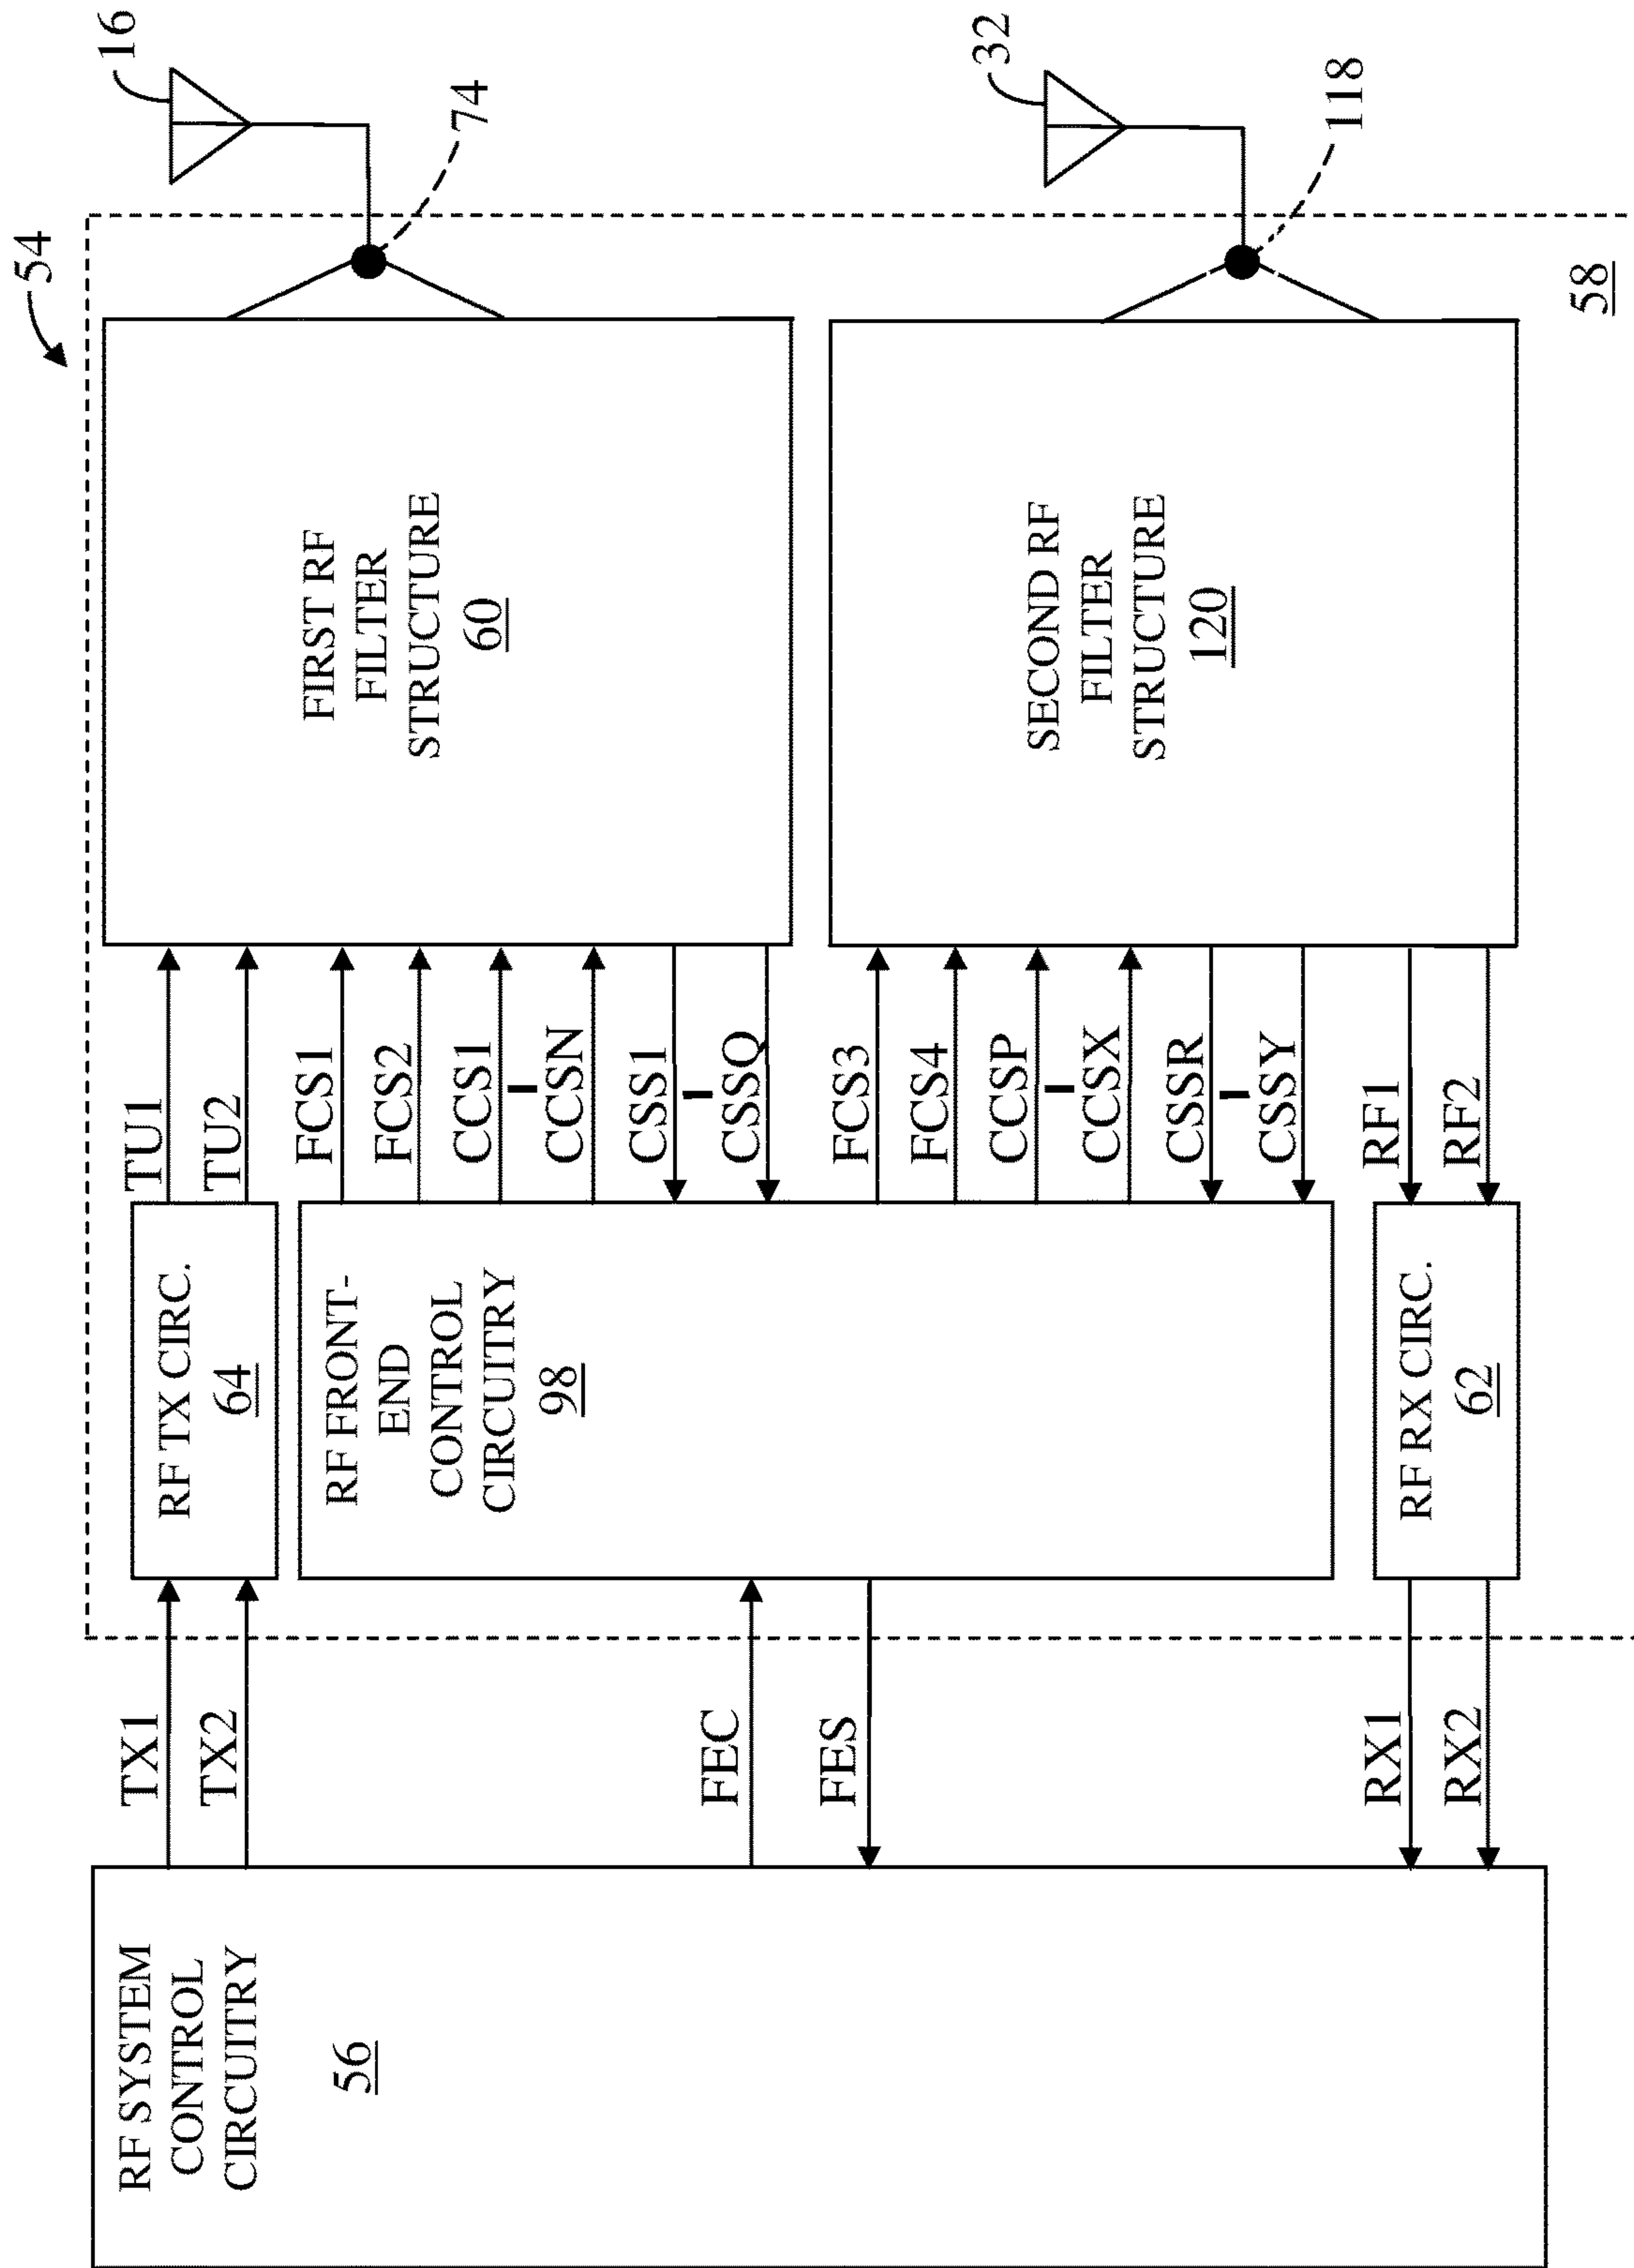 54
16
74
32
118
58
FIRST RF
FILTER
STRUCTURE
60
SECOND RF
FILTER
STRUCTURE
120
TU1
TU2
FCS1
FCS2
CCS1
CCSN
CSS1
CSSQ
FCS3
FCS4
CCSP
CCSX
CSSR
CSSY
RF1
RF2
RF TX CIRC.
64
RF FRONT-
END
CONTROL
CIRCUITRY
98
RF RX CIRC.
62
TX1
TX2
FEC
FES
RX1
RX2
RF SYSTEM
CONTROL
CIRCUITRY
56